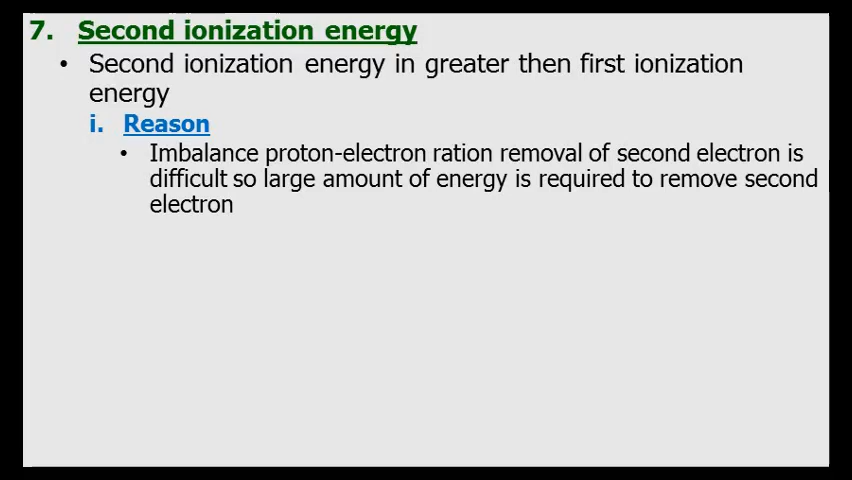 7. Second ionization energy
• Second ionization energy in greater then first ionization
energy
i. Reason
• Imbalance proton-electron ration removal of second electron is
difficult so large amount of energy is required to remove second
electron